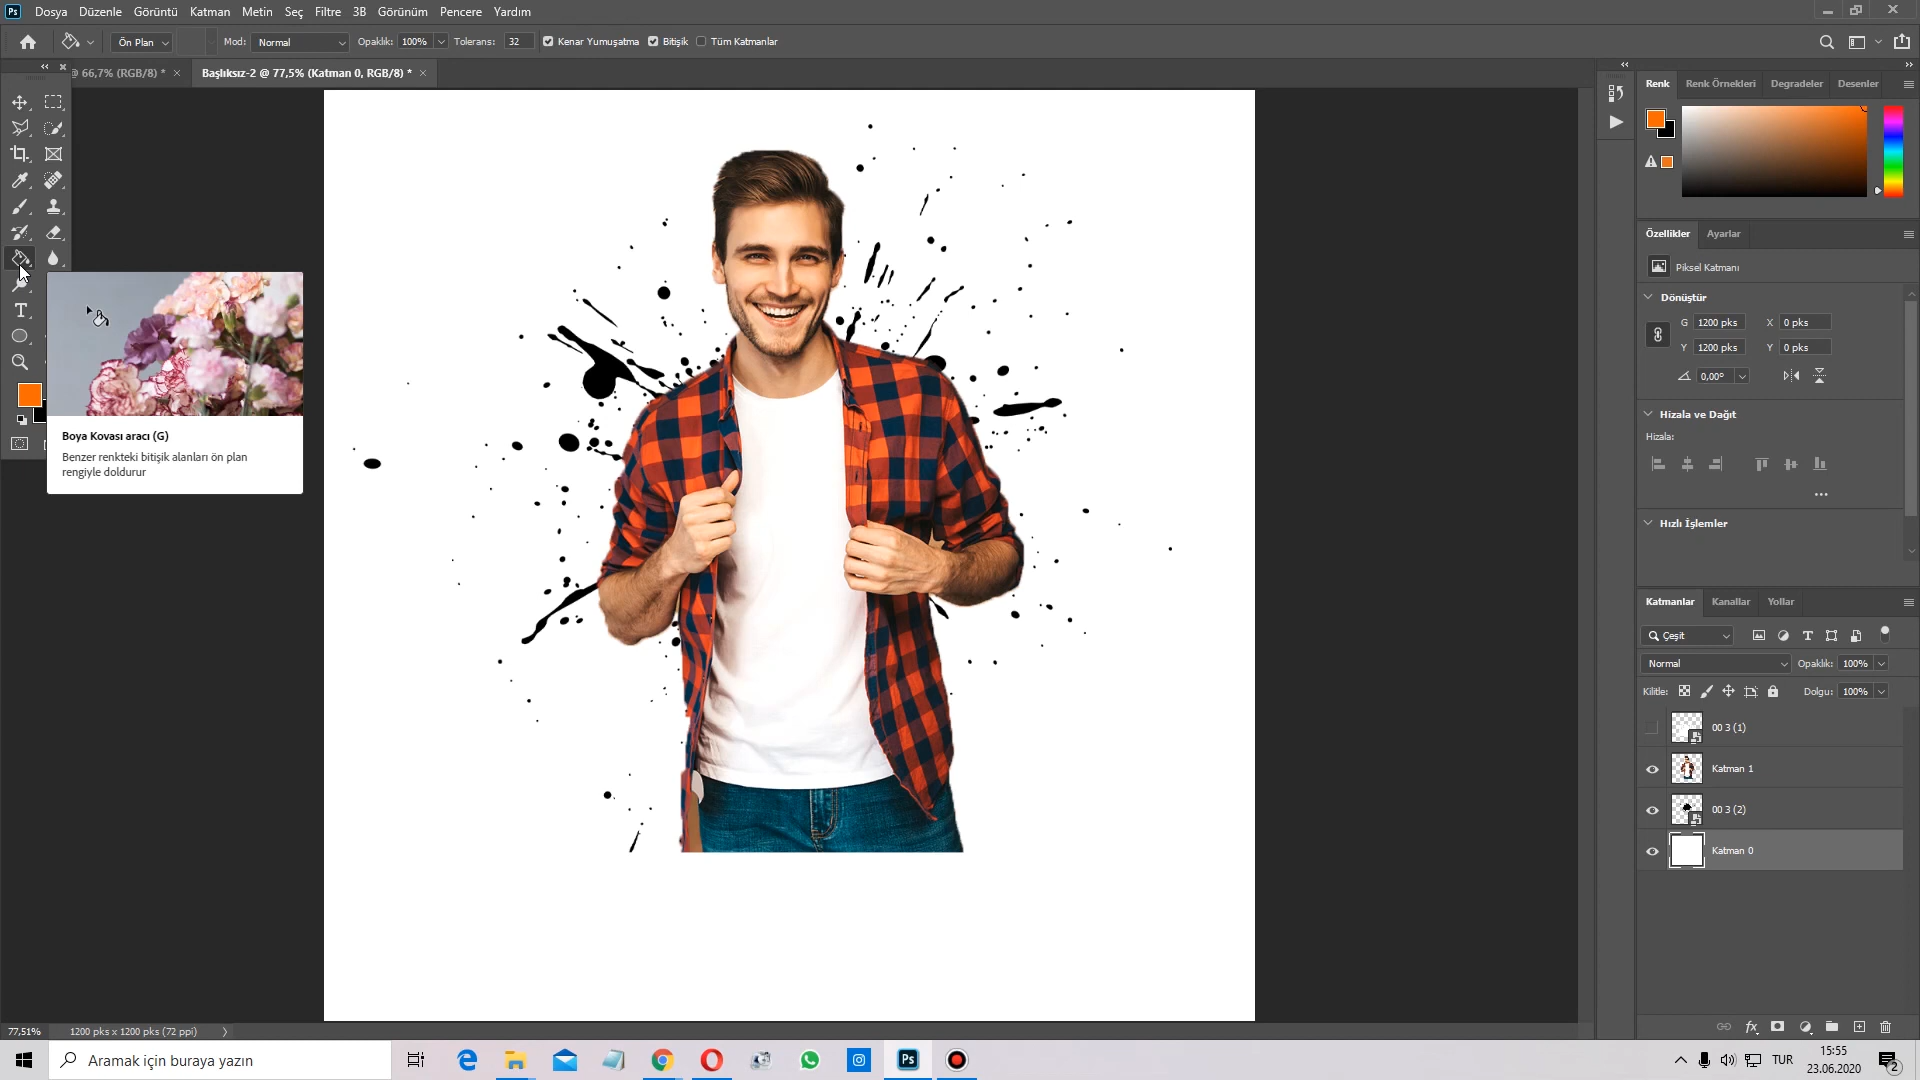 Ps Dosya Düzenle Görüntü Katman Metin Seç Filtre 3B Görünüm Pencere Yardım
Ön Plan Mod: Normal Opaklık: 100% Tolerans: 32 Kenar Yumuşatma Bitişik Tüm Katmanlar
@ 66,7% (RGB/8) * Başlıksız-2 @ 77,5% (Katman 0, RGB/8) *
Boya Kovası aracı (G)
Benzer renkteki bitişik alanları ön plan
rengiyle doldurur
Renk Renk Örnekleri Degradeler Desenler
Özellikler Ayarlar
Piksel Katmanı
Dönüştür
G 1200 pks X 0 pks
Y 1200 pks Y 0 pks
0,00°
Hizala ve Dağıt
Hizala:
Hızlı İşlemler
Katmanlar Kanallar Yollar
Çeşit
Normal Opaklık: 100%
Kilitle: Dolgu: 100%
00 3 (1)
Katman 1
00 3 (2)
Katman 0
77,51% 1200 pks x 1200 pks (72 ppi)
Aramak için buraya yazın
Ps
TUR
15:55
23.06.2020
2